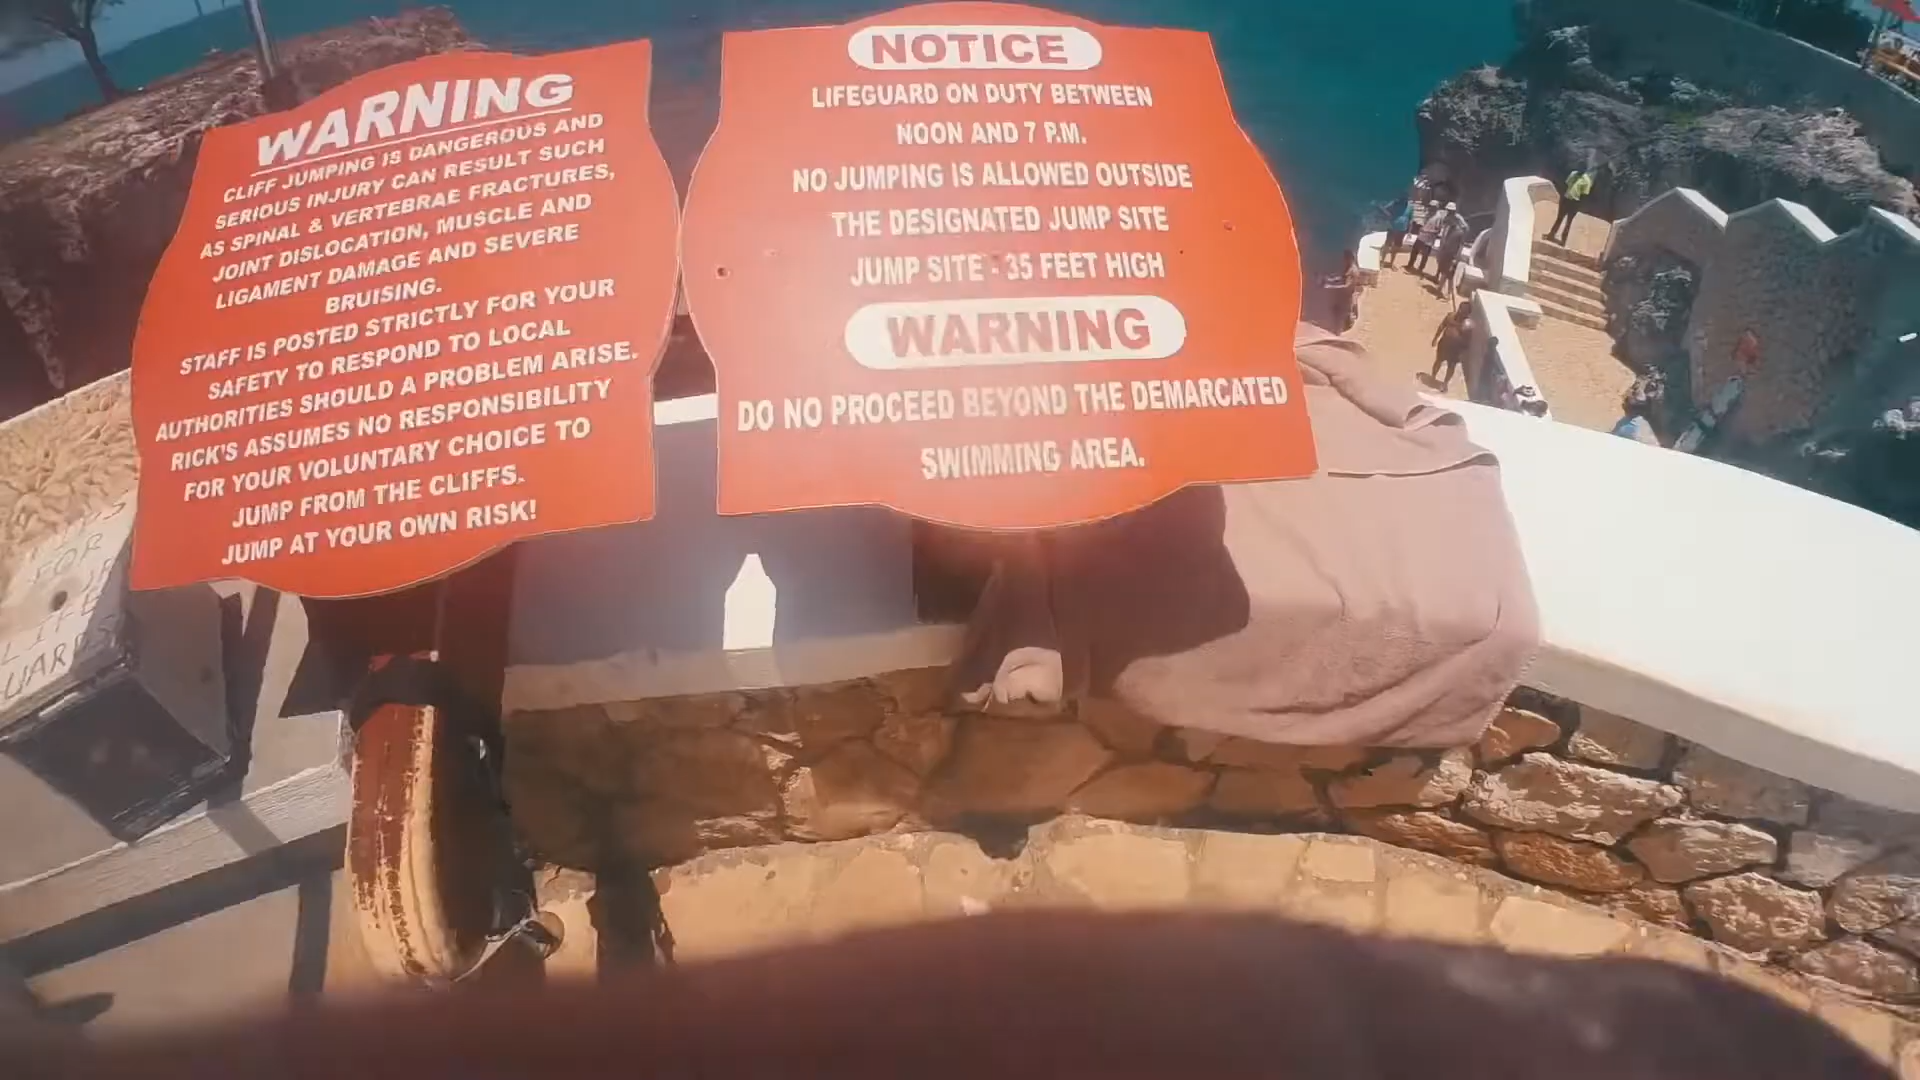 WARNING
CLIFF JUMPING IS DANGEROUS AND
SERIOUS INJURY CAN RESULT SUCH
AS SPINAL & VERTEBRAE FRACTURES,
JOINT DISLOCATION, MUSCLE AND
LIGAMENT DAMAGE AND SEVERE
BRUISING.
STAFF IS POSTED STRICTLY FOR YOUR
SAFETY TO RESPOND TO LOCAL
AUTHORITIES SHOULD A PROBLEM ARISE.
RICK'S ASSUMES NO RESPONSIBILITY
FOR YOUR VOLUNTARY CHOICE TO
JUMP FROM THE CLIFFS.
JUMP AT YOUR OWN RISK!
NOTICE
LIFEGUARD ON DUTY BETWEEN
NOON AND 7 P.M.
NO JUMPING IS ALLOWED OUTSIDE
THE DESIGNATED JUMP SITE
JUMP SITE - 35 FEET HIGH
WARNING
DO NO PROCEED BEYOND THE DEMARCATED
SWIMMING AREA.
FOR